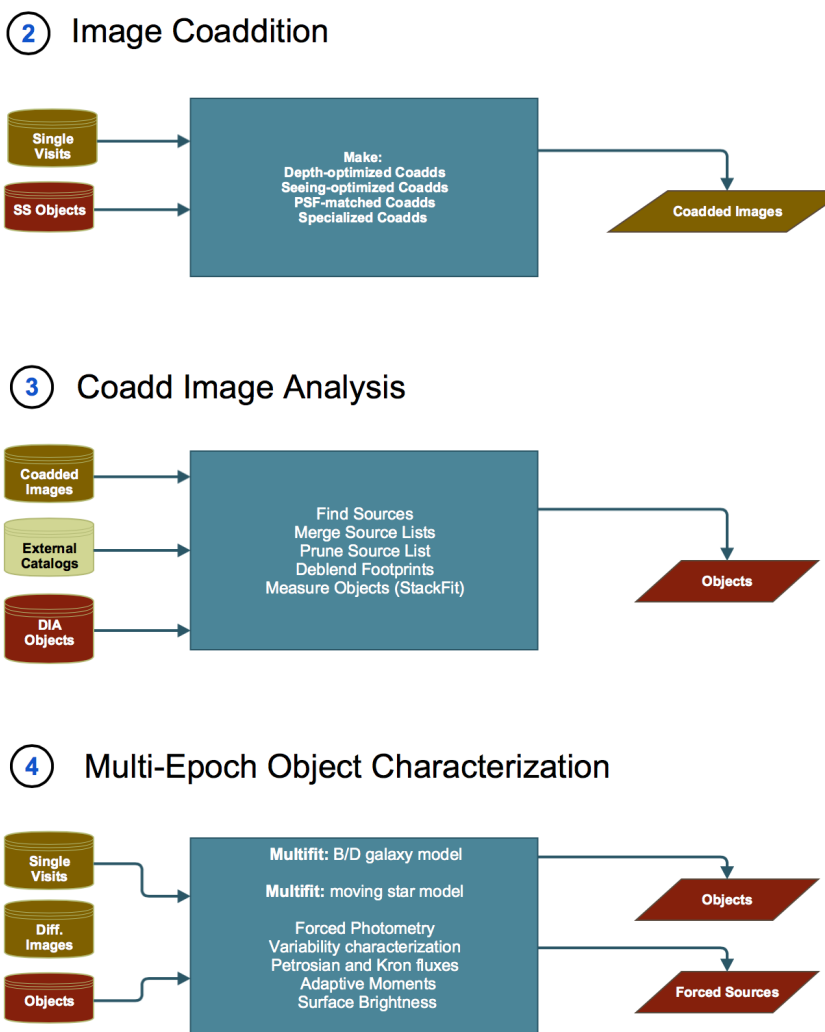 2 Image Coaddition
Single
Visits
SS Objects
Make:
Depth-optimized Coadds
Seeing-optimized Coadds
PSF-matched Coadds
Specialized Coadds
Coadded Images
3 Coadd Image Analysis
Coadded
Images
External
Catalogs
DIA
Objects
Find Sources
Merge Source Lists
Prune Source List
Deblend Footprints
Measure Objects (StackFit)
Objects
4 Multi-Epoch Object Characterization
Single
Visits
Diff.
Images
Objects
Multifit: B/D galaxy model
Multifit: moving star model
Forced Photometry
Variability characterization
Petrosian and Kron fluxes
Adaptive Moments
Surface Brightness
Objects
Forced Sources